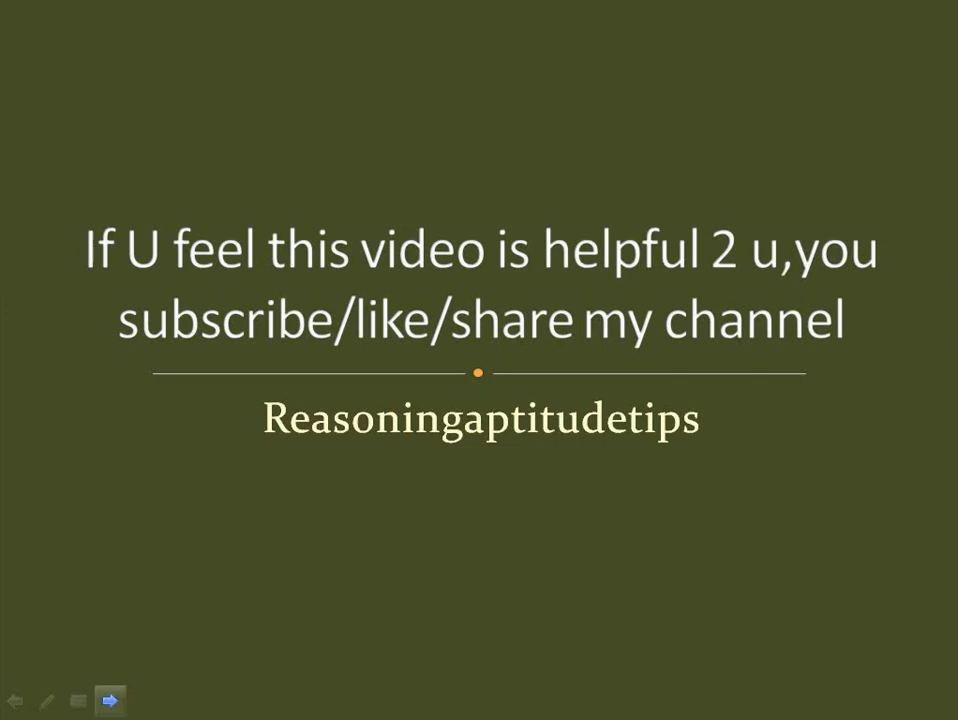 If U feel this video is helpful 2 u,you
subscribe/like/share my channel
Reasoningaptitudetips